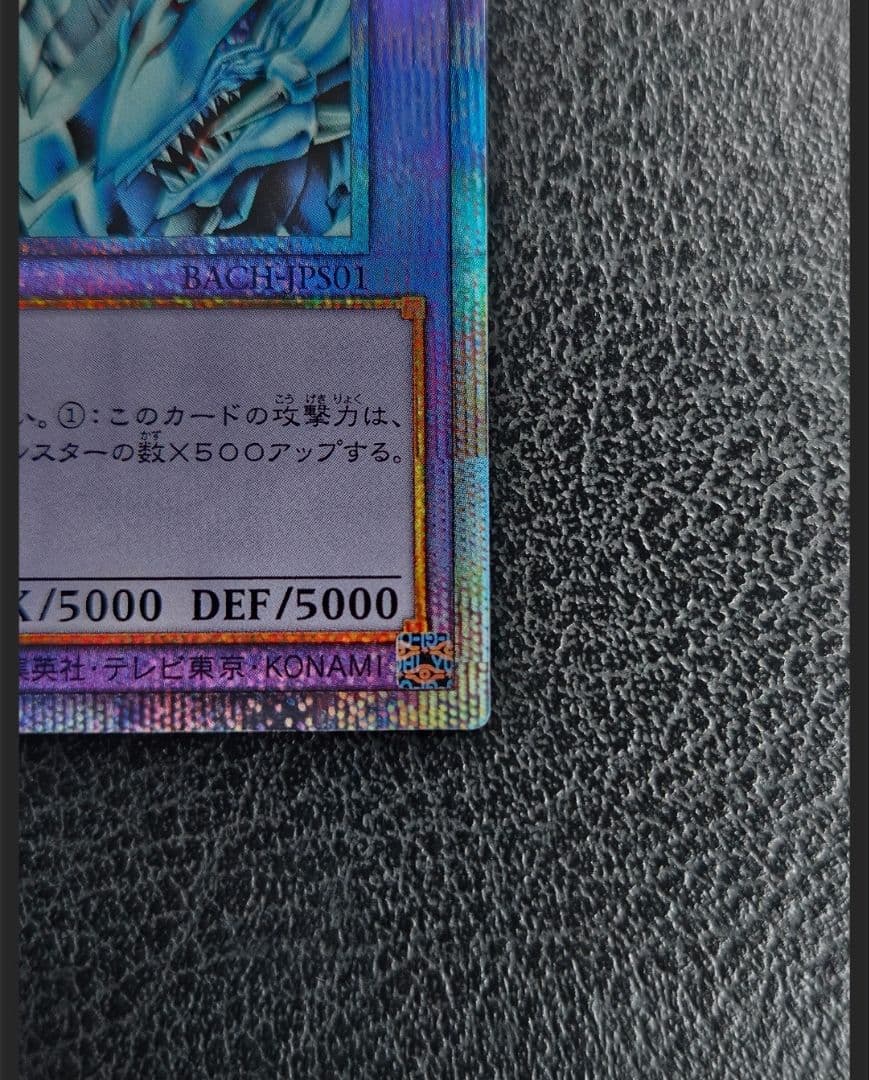 BACH-JPS01
い。①:このカードの攻撃力は、
ンスターの数×500アップする。
K/5000 DEF/5000
集英社・テレビ東京・KONAMI